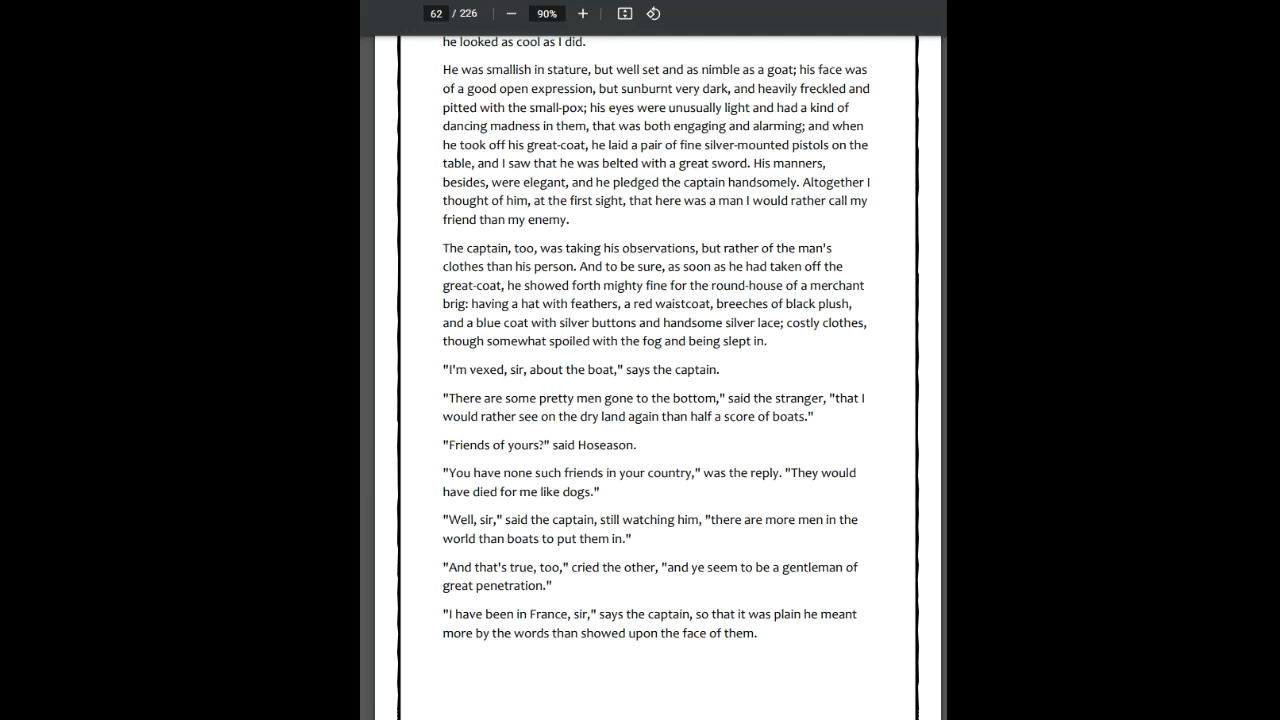 62 / 226 − 90% +
he looked as cool as I did.
He was smallish in stature, but well set and as nimble as a goat; his face was
of a good open expression, but sunburnt very dark, and heavily freckled and
pitted with the small-pox; his eyes were unusually light and had a kind of
dancing madness in them, that was both engaging and alarming; and when
he took off his great-coat, he laid a pair of fine silver-mounted pistols on the
table, and I saw that he was belted with a great sword. His manners,
besides, were elegant, and he pledged the captain handsomely. Altogether I
thought of him, at the first sight, that here was a man I would rather call my
friend than my enemy.
The captain, too, was taking his observations, but rather of the man's
clothes than his person. And to be sure, as soon as he had taken off the
great-coat, he showed forth mighty fine for the round-house of a merchant
brig: having a hat with feathers, a red waistcoat, breeches of black plush,
and a blue coat with silver buttons and handsome silver lace; costly clothes,
though somewhat spoiled with the fog and being slept in.
"I'm vexed, sir, about the boat," says the captain.
"There are some pretty men gone to the bottom," said the stranger, "that I
would rather see on the dry land again than half a score of boats."
"Friends of yours?" said Hoseason.
"You have none such friends in your country," was the reply. "They would
have died for me like dogs."
"Well, sir," said the captain, still watching him, "there are more men in the
world than boats to put them in."
"And that's true, too," cried the other, "and ye seem to be a gentleman of
great penetration."
"I have been in France, sir," says the captain, so that it was plain he meant
more by the words than showed upon the face of them.